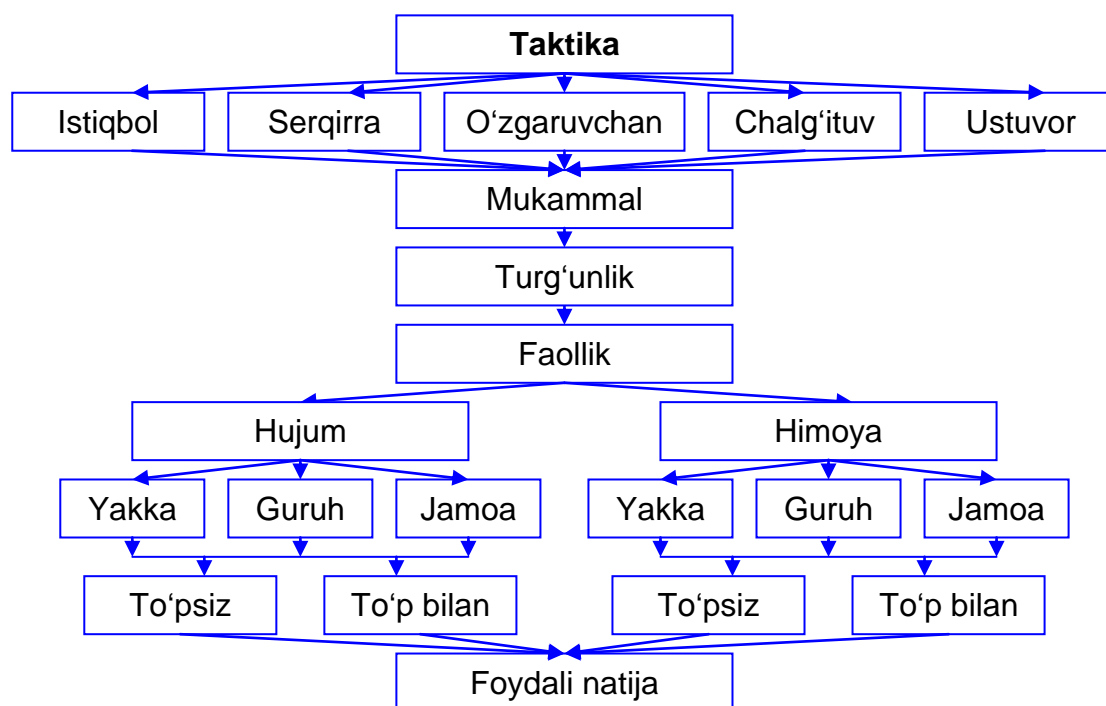 Taktika
Istiqbol
Serqirra
O‘zgaruvchan
Chalg‘ituv
Ustuvor
Mukammal
Turg‘unlik
Faollik
Hujum
Himoya
Yakka
Guruh
Jamoa
Yakka
Guruh
Jamoa
To‘psiz
To‘p bilan
To‘psiz
To‘p bilan
Foydali natija